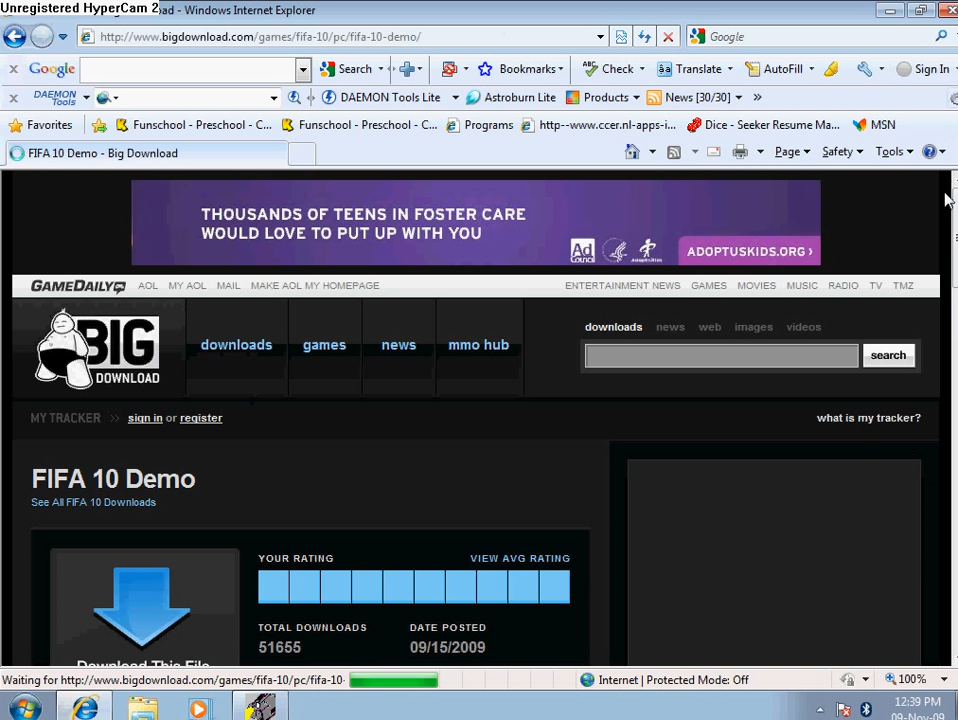 Unregistered HyperCam 2
oad - Windows Internet Explorer
http://www.bigdownload.com/games/fifa-10/pc/fifa-10-demo/
Google
x Google Search Bookmarks Check Translate AutoFill Sign In
x DAEMON Tools DAEMON Tools Lite Astroburn Lite Products News [30/30] »
Favorites Funschool - Preschool - C... Funschool - Preschool - C... Programs http--www.ccer.nl-apps-i... Dice - Seeker Resume Ma... MSN
FIFA 10 Demo - Big Download
Page Safety Tools
THOUSANDS OF TEENS IN FOSTER CARE
WOULD LOVE TO PUT UP WITH YOU
Ad Council
ADOPTUSKIDS.ORG ›
GAMEDAILY AOL MY AOL MAIL MAKE AOL MY HOMEPAGE ENTERTAINMENT NEWS GAMES MOVIES MUSIC RADIO TV TMZ
BIG DOWNLOAD
downloads games news mmo hub
downloads news web images videos
search
MY TRACKER >> sign in or register
what is my tracker?
FIFA 10 Demo
See All FIFA 10 Downloads
YOUR RATING VIEW AVG RATING
TOTAL DOWNLOADS DATE POSTED
51655 09/15/2009
Download This File
Waiting for http://www.bigdownload.com/games/fifa-10/pc/fifa-10-
Internet | Protected Mode: Off
100%
12:39 PM
09-Nov-09